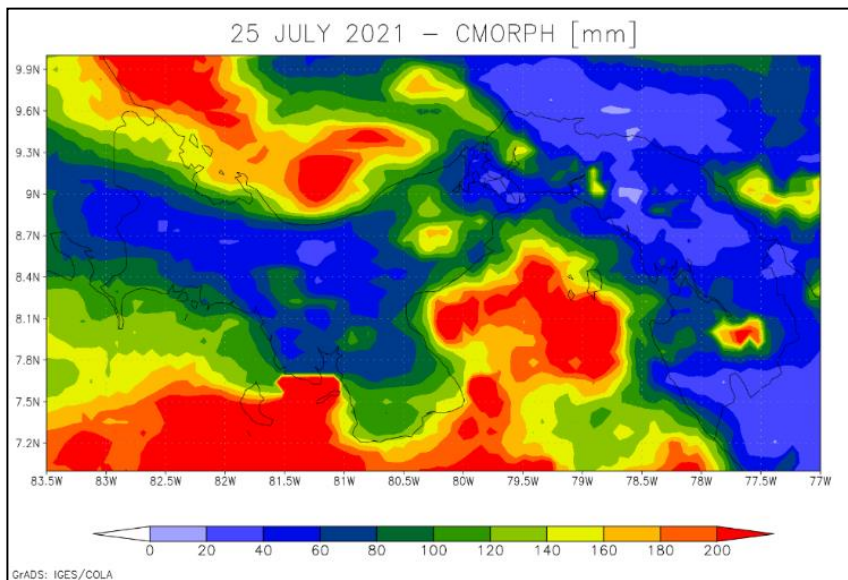 25 JULY 2021 – CMORPH [mm]
9.9N
9.6N
9.3N
9N
8.7N
8.4N
8.1N
7.8N
7.5N
7.2N
83.5W 83W 82.5W 82W 81.5W 81W 80.5W 80W 79.5W 79W 78.5W 78W 77.5W 77W
0 20 40 60 80 100 120 140 160 180 200
GrADS: IGES/COLA